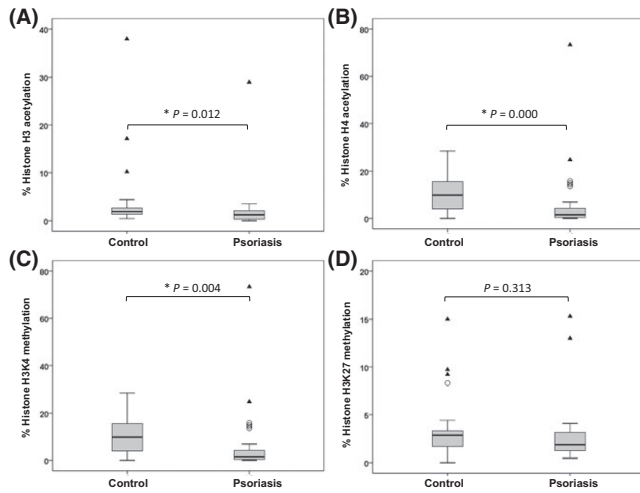 (A)
% Histone H3 acetylation
40
30
20
10
0
* P = 0.012
Control
Psoriasis
(B)
% Histone H4 acetylation
80
60
40
20
0
* P = 0.000
Control
Psoriasis
(C)
% Histone H3K4 methylation
80
60
40
20
0
* P = 0.004
Control
Psoriasis
(D)
% Histone H3K27 methylation
20
15
10
5
0
P = 0.313
Control
Psoriasis